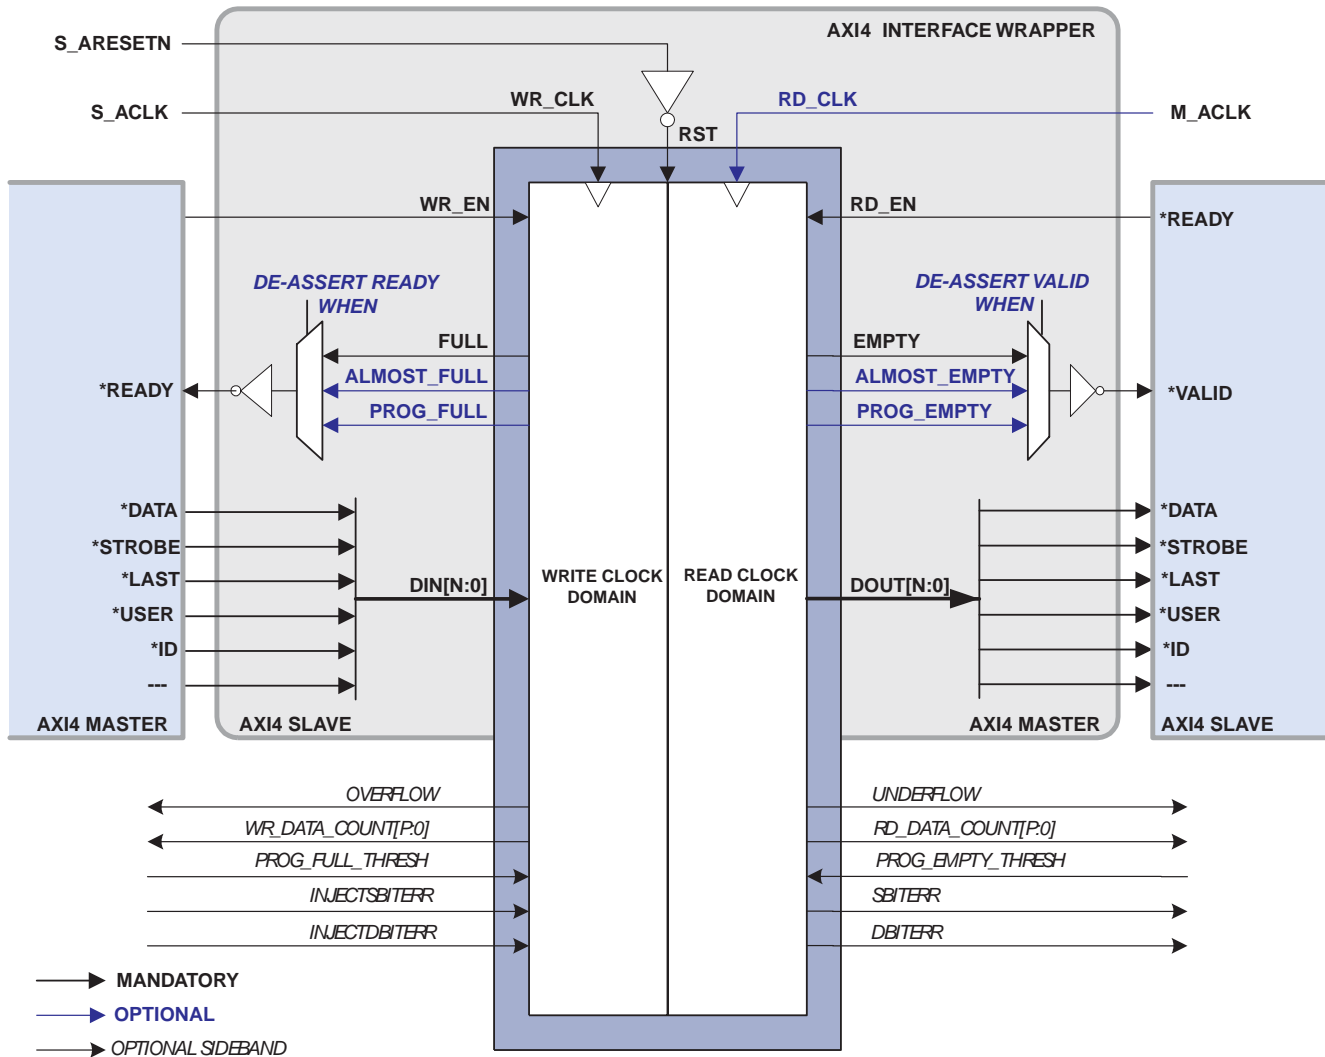 AXI4 INTERFACE WRAPPER
S_ARESETN
S_ACLK
WR_CLK
RD_CLK
M_ACLK
RST
WR_EN
RD_EN
*READY
DE-ASSERT READY
WHEN
DE-ASSERT VALID
WHEN
FULL
EMPTY
*READY
ALMOST_FULL
ALMOST_EMPTY
*VALID
PROG_FULL
PROG_EMPTY
*DATA
*DATA
*STROBE
*STROBE
*LAST
*LAST
*USER
*USER
*ID
*ID
---
---
DIN[N:0]
WRITE CLOCK
DOMAIN
READ CLOCK
DOMAIN
DOUT[N:0]
AXI4 MASTER
AXI4 SLAVE
AXI4 MASTER
AXI4 SLAVE
OVERFLOW
UNDERFLOW
WR_DATA_COUNT[P:0]
RD_DATA_COUNT[P:0]
PROG_FULL_THRESH
PROG_EMPTY_THRESH
INJECTSBITERR
SBITERR
INJECTDBITERR
DBITERR
MANDATORY
OPTIONAL
OPTIONAL SIDEBAND